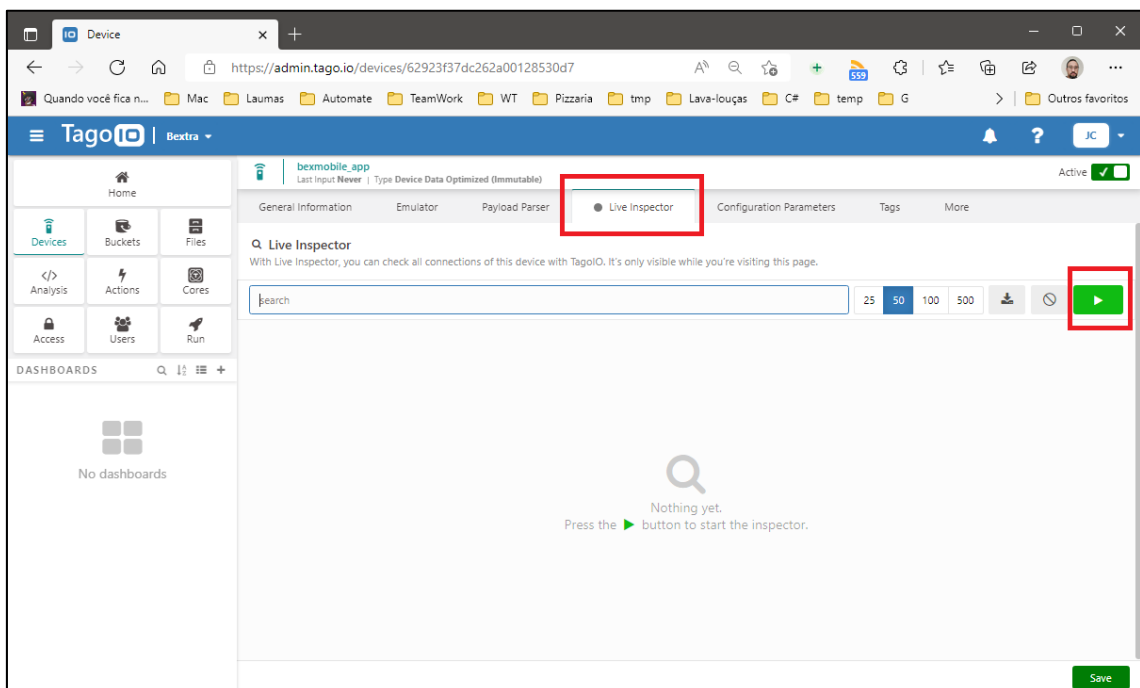 Device
https://admin.tago.io/devices/62923f37dc262a00128530d7
559
Quando você fica n... Mac Laumas Automate TeamWork WT Pizzaria tmp Lava-louças C# temp G Outros favoritos
TagoIO | Bextra
? JC
bexmobile_app
Last Input Never | Type Device Data Optimized (Immutable)
Active
Home
General Information Emulator Payload Parser Live Inspector Configuration Parameters Tags More
Devices Buckets Files
Live Inspector
With Live Inspector, you can check all connections of this device with TagoIO. It's only visible while you're visiting this page.
Analysis Actions Cores
search 25 50 100 500
Access Users Run
DASHBOARDS
No dashboards
Nothing yet.
Press the ▶ button to start the inspector.
Save